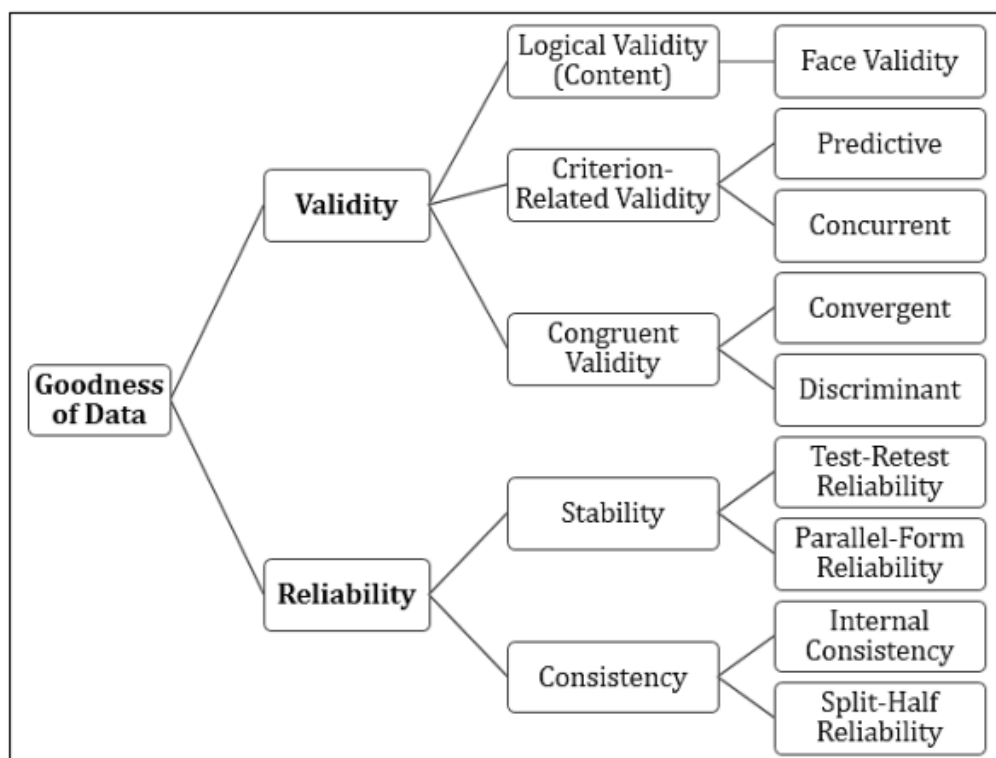 Goodness
of Data
Validity
Logical Validity
(Content)
Face Validity
Criterion-
Related Validity
Predictive
Concurrent
Congruent
Validity
Convergent
Discriminant
Reliability
Stability
Test-Retest
Reliability
Parallel-Form
Reliability
Consistency
Internal
Consistency
Split-Half
Reliability